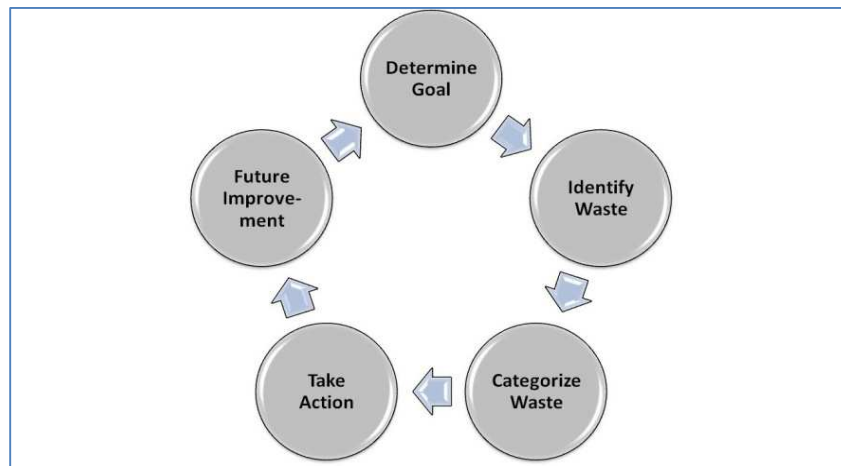 Determine
Goal
Identify
Waste
Categorize
Waste
Take
Action
Future
Improve-
ment